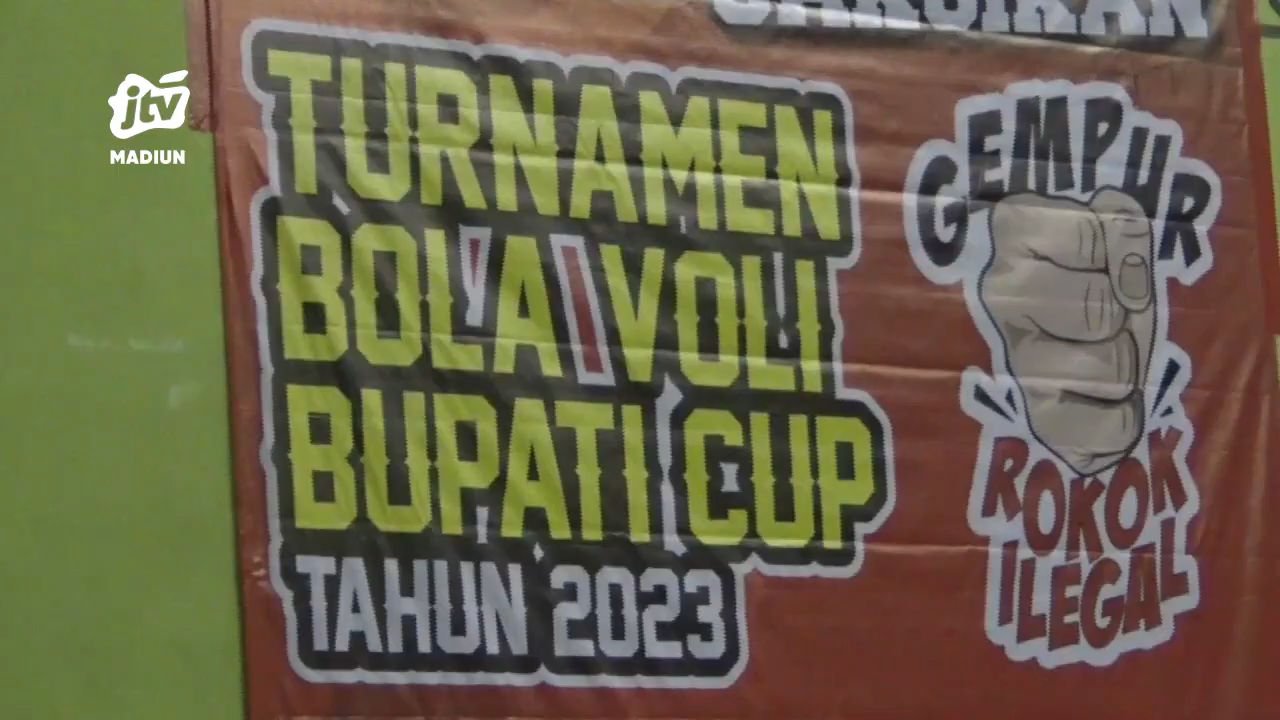 jtv
MADIUN
TURNAMEN
BOLA VOLI
BUPATI CUP
TAHUN 2023
GEMPUR
ROKOK
ILEGAL